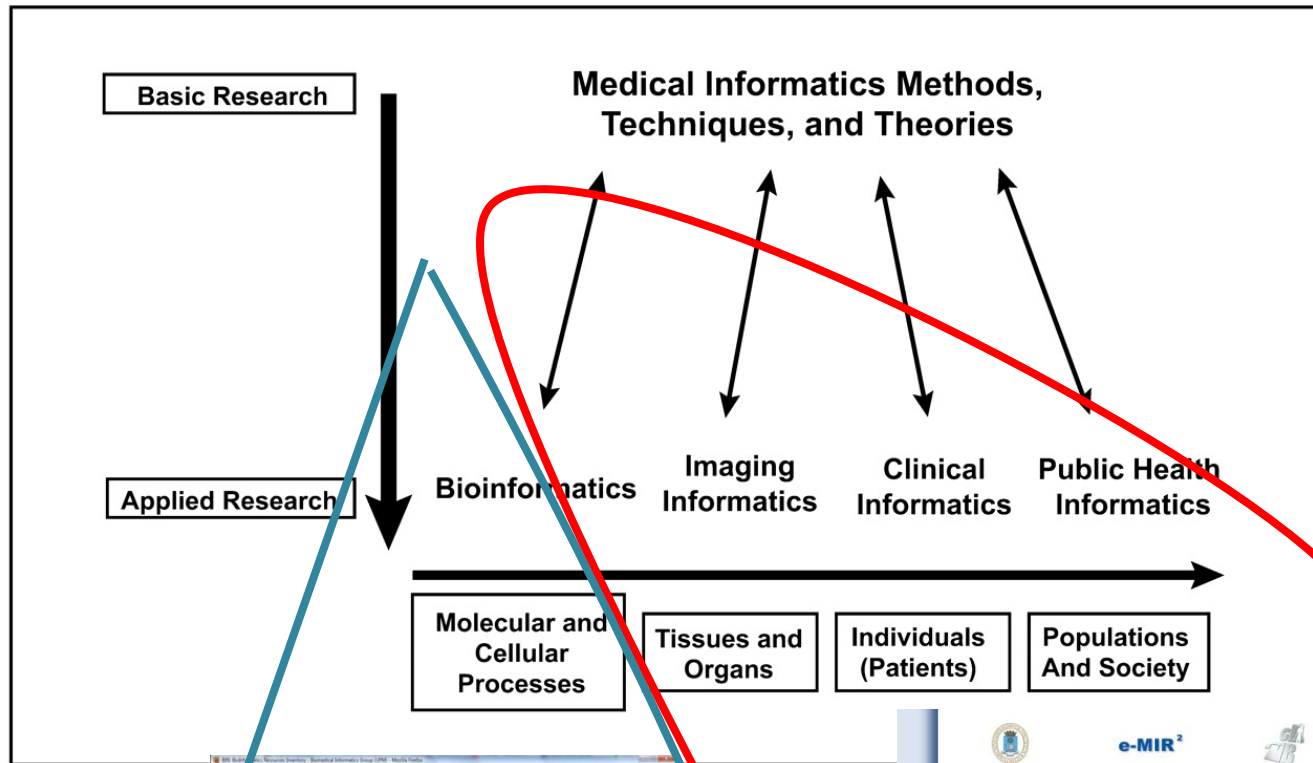 Basic Research
Medical Informatics Methods,
Techniques, and Theories
Applied Research
Bioinformatics
Imaging
Informatics
Clinical
Informatics
Public Health
Informatics
Molecular and
Cellular
Processes
Tissues and
Organs
Individuals
(Patients)
Populations
And Society
e-MIR²